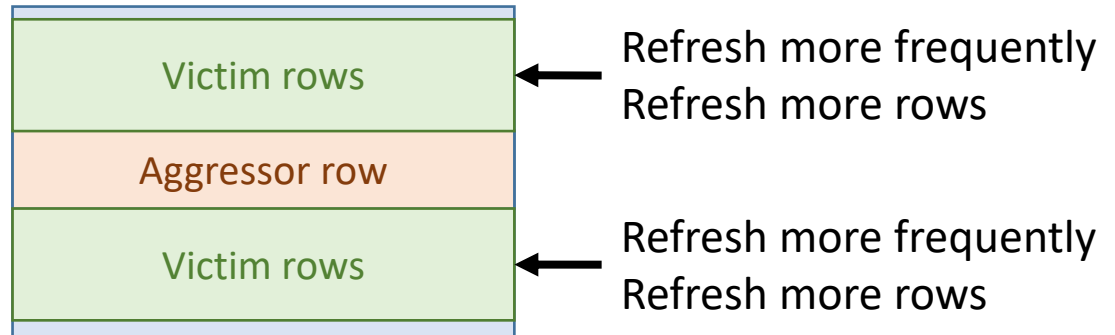 Victim rows
Refresh more frequently
Refresh more rows
Aggressor row
Victim rows
Refresh more frequently
Refresh more rows